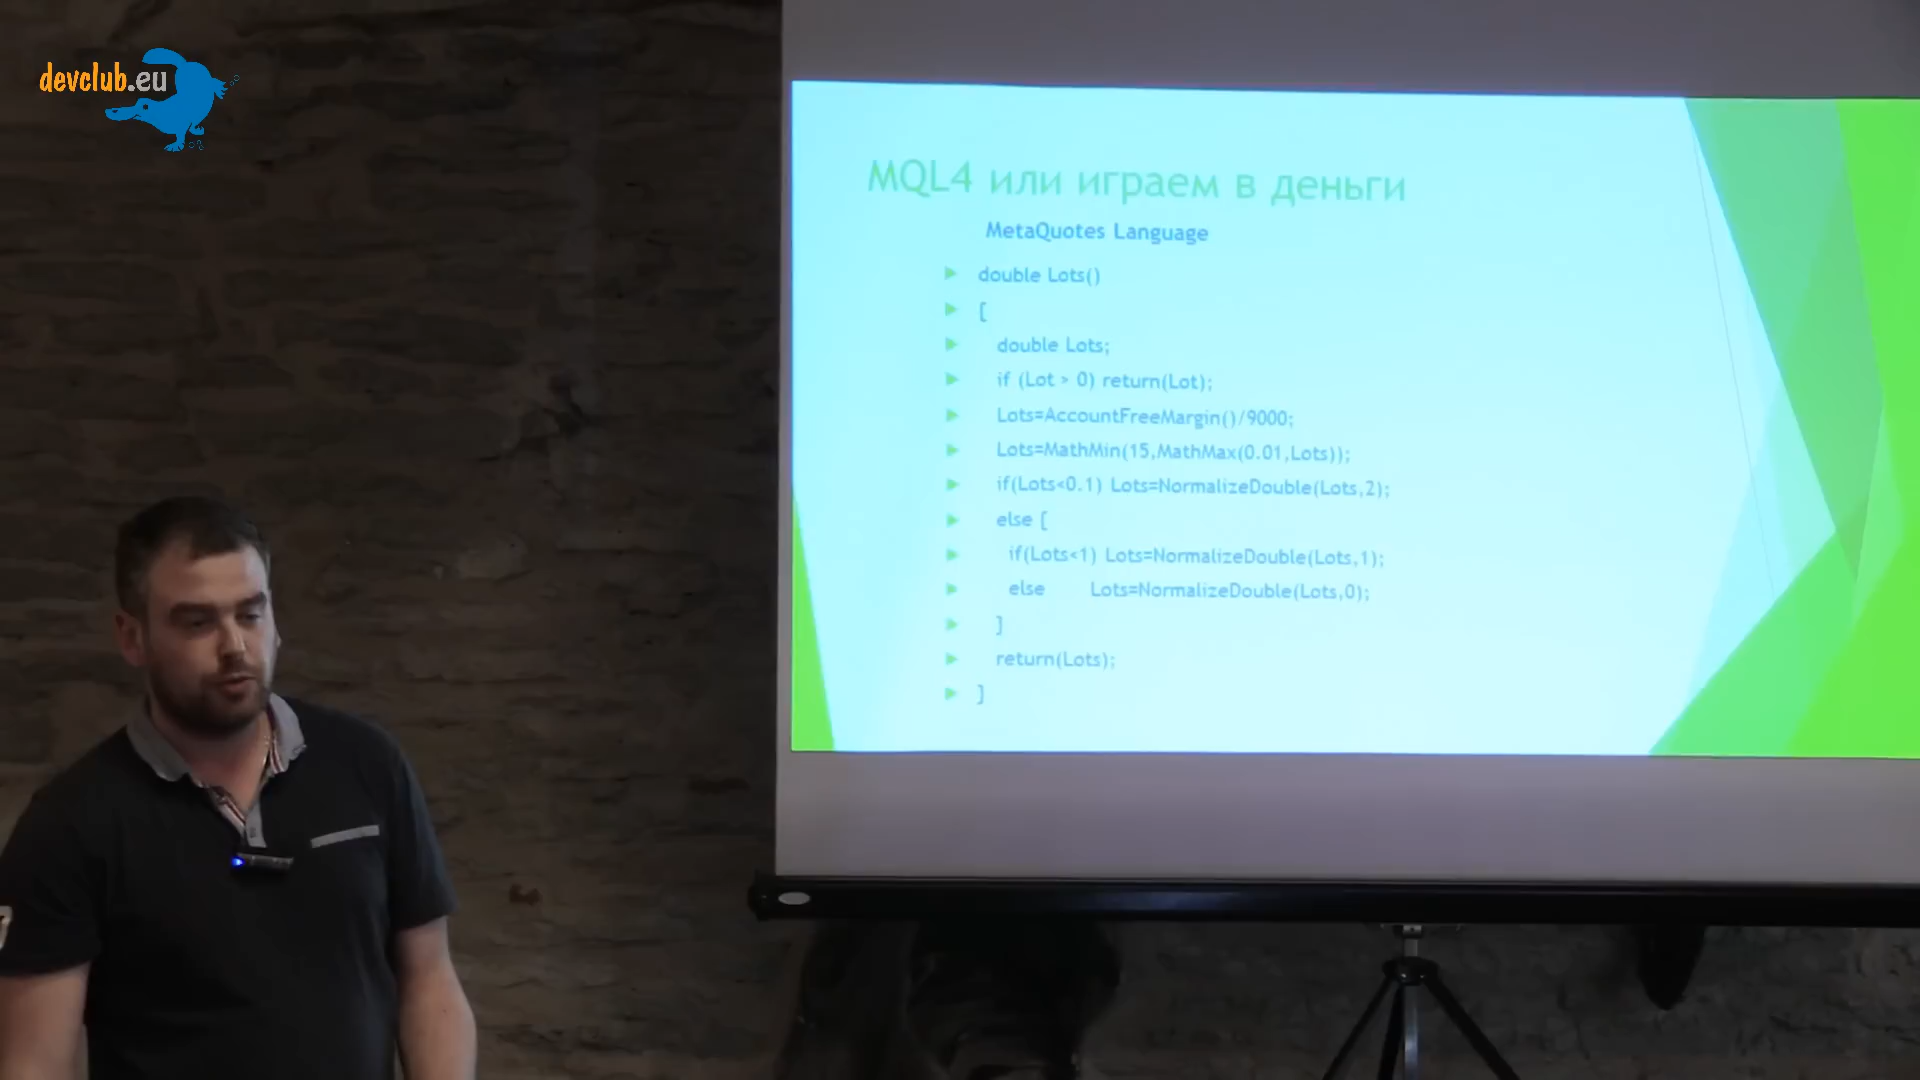 devclub.eu
MQL4 или играем в деньги
MetaQuotes Language
double Lots()
{
double Lots;
if (Lot > 0) return(Lot);
Lots=AccountFreeMargin()/9000;
Lots=MathMin(15,MathMax(0.01,Lots));
if(Lots<0.1) Lots=NormalizeDouble(Lots,2);
else {
if(Lots<1) Lots=NormalizeDouble(Lots,1);
else Lots=NormalizeDouble(Lots,0);
}
return(Lots);
}